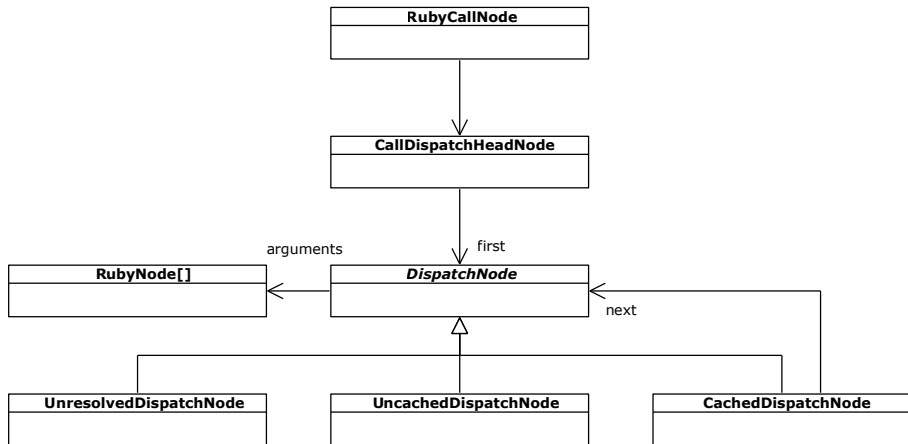 RubyCallNode
CallDispatchHeadNode
arguments
first
RubyNode[]
DispatchNode
next
UnresolvedDispatchNode
UncachedDispatchNode
CachedDispatchNode